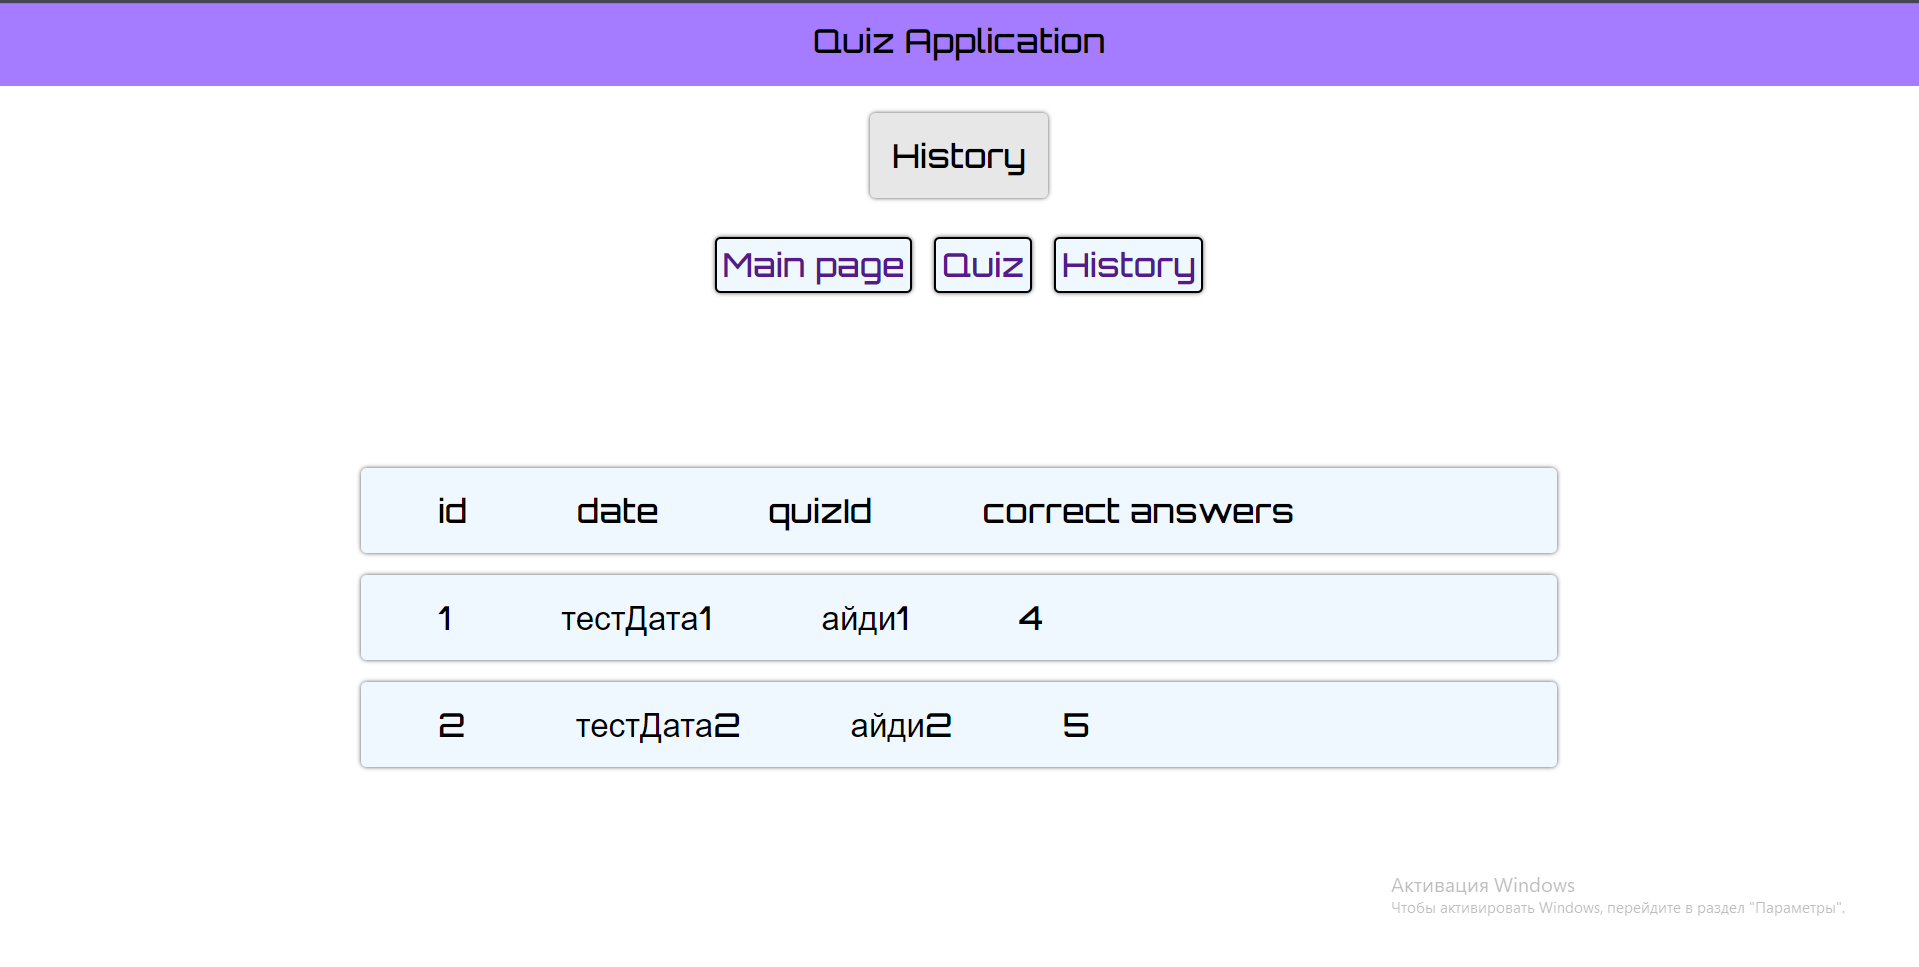 Quiz Application
History
Main page Quiz History
id date quizId correct answers
1 тестДата1 айди1 4
2 тестДата2 айди2 5
Активация Windows
Чтобы активировать Windows, перейдите в раздел "Параметры".